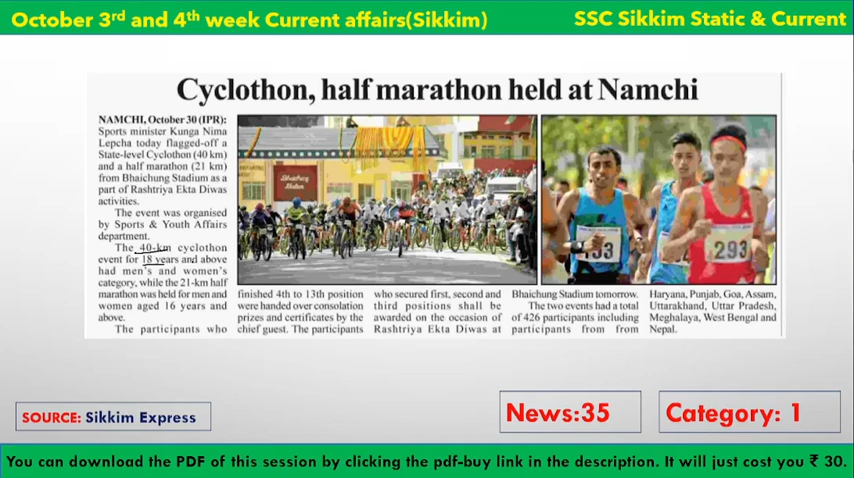 October 3rd and 4th week Current affairs(Sikkim)
SSC Sikkim Static & Current
Cyclothon, half marathon held at Namchi
NAMCHI, October 30 (IPR):
Sports minister Kunga Nima
Lepcha today flagged-off a
State-level Cyclothon (40 km)
and a half marathon (21 km)
from Bhaichung Stadium as a
part of Rashtriya Ekta Diwas
activities.
The event was organised
by Sports & Youth Affairs
department.
The 40-km cyclothon
event for 18 years and above
had men's and women's
category, while the 21-km half
marathon was held for men and
women aged 16 years and
above.
The participants who
finished 4th to 13th position
were handed over consolation
prizes and certificates by the
chief guest. The participants
who secured first, second and
third positions shall be
awarded on the occasion of
Rashtriya Ekta Diwas at
Bhaichung Stadium tomorrow.
The two events had a total
of 426 participants including
participants from from
Haryana, Punjab, Goa, Assam,
Uttarakhand, Uttar Pradesh,
Meghalaya, West Bengal and
Nepal.
Bhaichung
Stadium
293
SOURCE: Sikkim Express
News:35
Category: 1
You can download the PDF of this session by clicking the pdf-buy link in the description. It will just cost you ₹ 30.